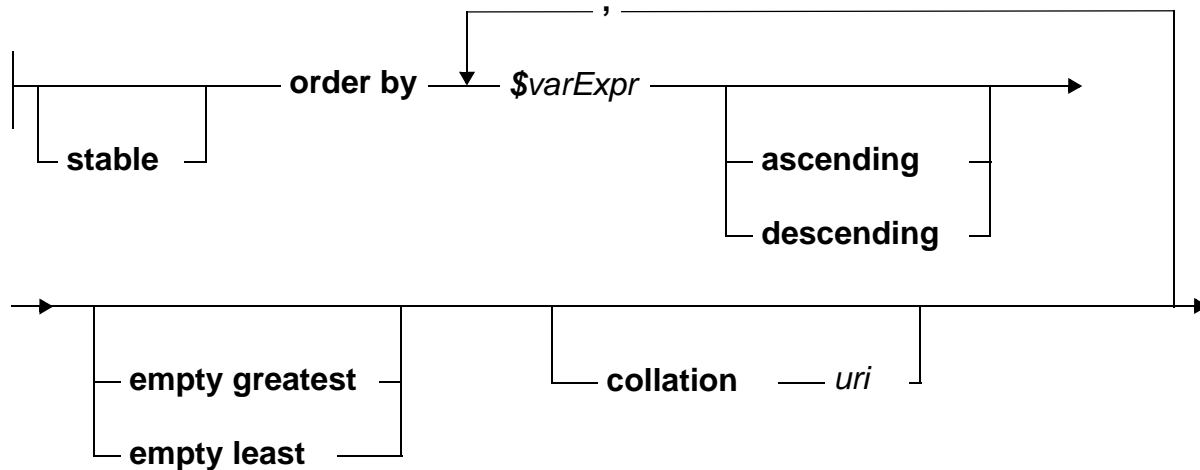 ,
order by $varExpr
stable ascending
descending
empty greatest collation uri
empty least